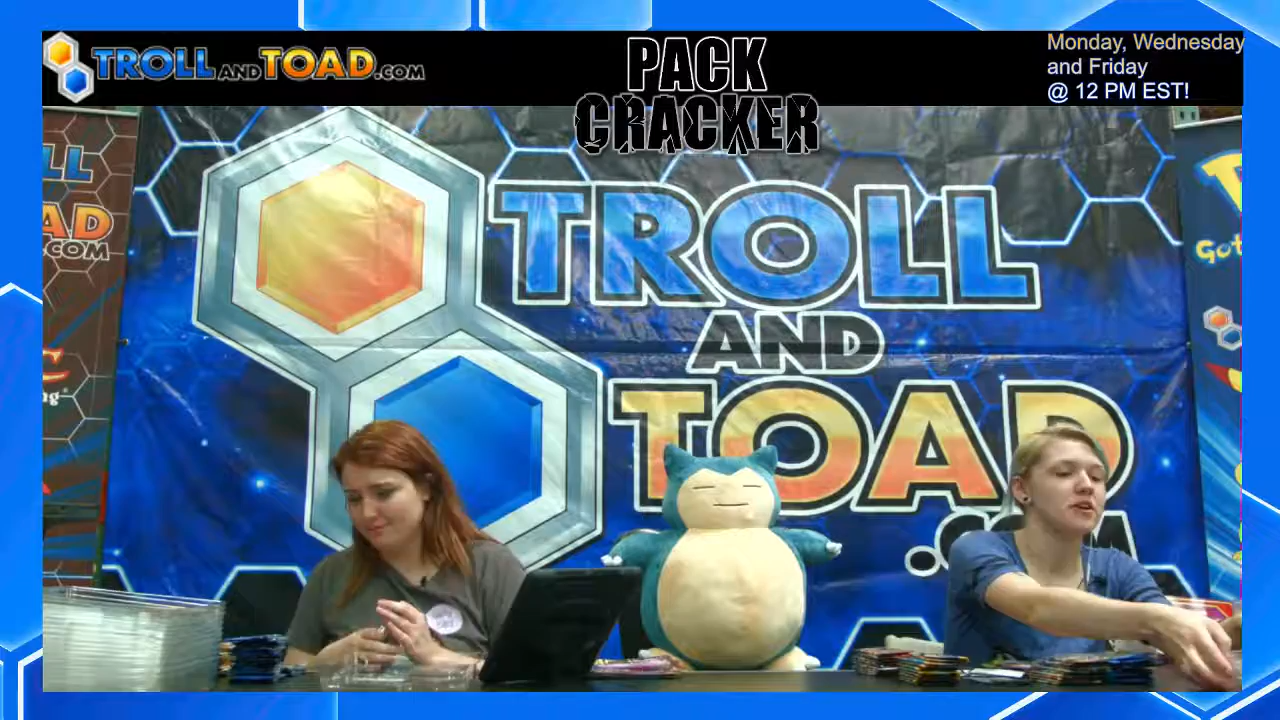 TROLL AND TOAD.COM
PACK
CRACKER
Monday, Wednesday
and Friday
@ 12 PM EST!
LL
AD
.COM
TROLL
AND
TOAD
.COM
Got